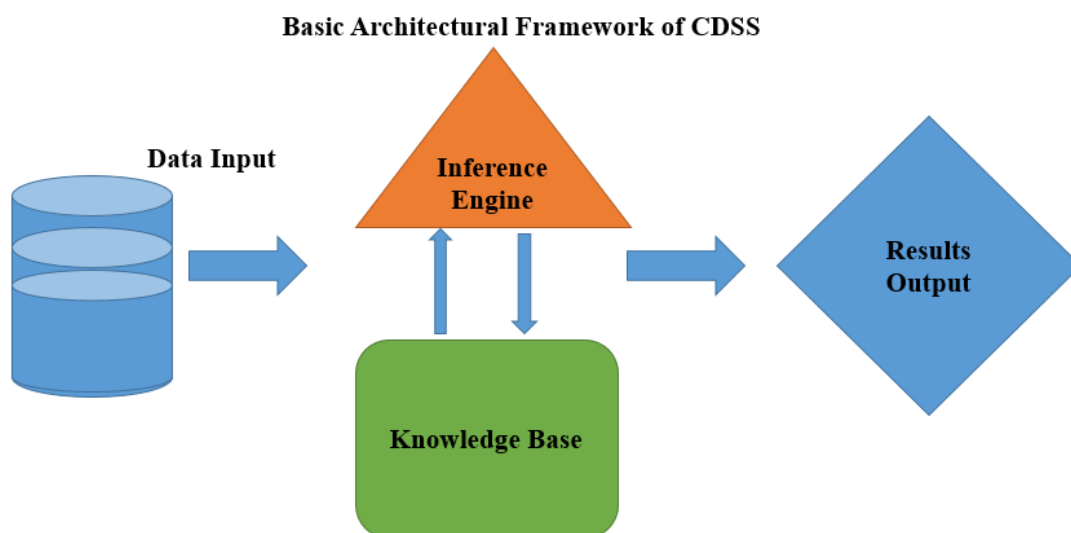 Basic Architectural Framework of CDSS
Data Input
Inference
Engine
Results
Output
Knowledge Base